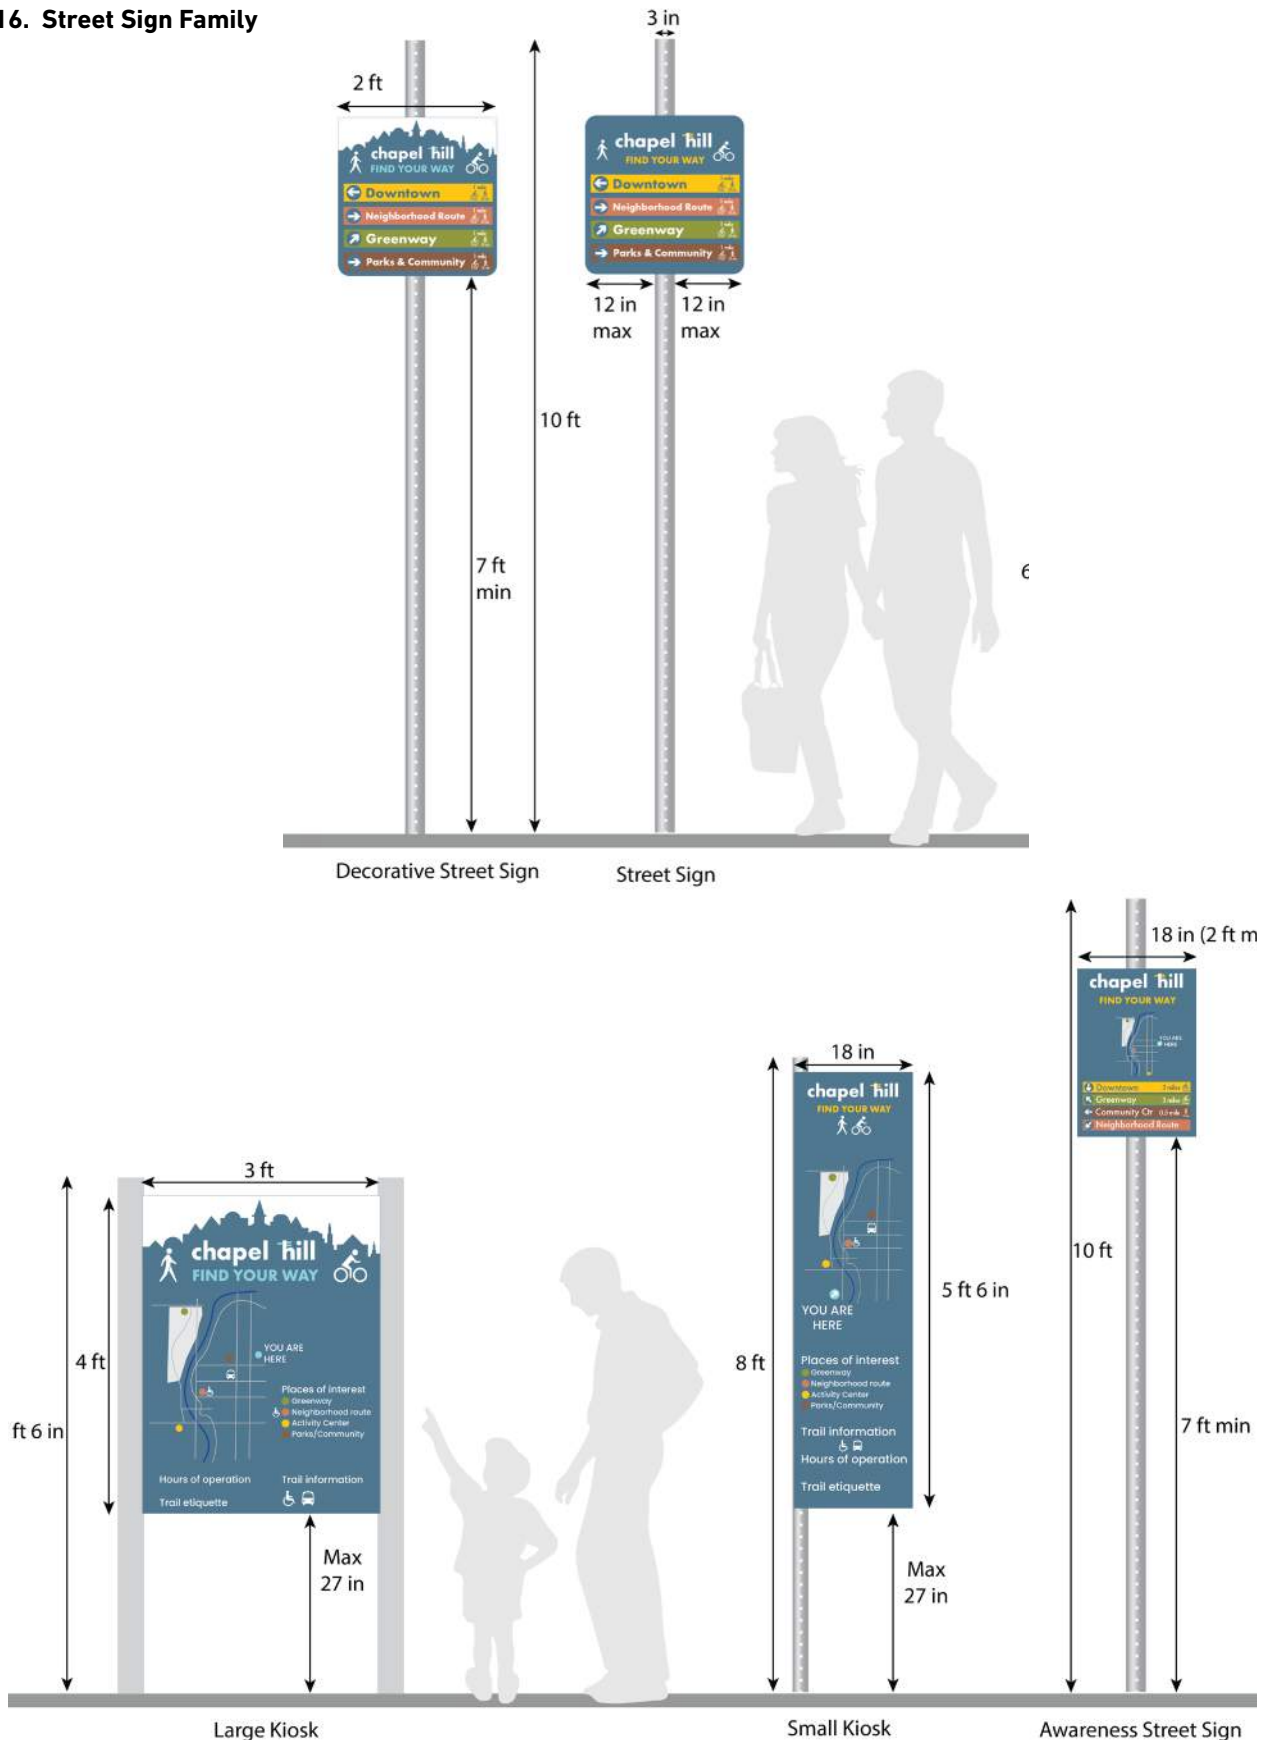 16. Street Sign Family
3 in
2 ft
chapel hill
FIND YOUR WAY
Downtown
Neighborhood Route
Greenway
Parks & Community
chapel hill
FIND YOUR WAY
Downtown
Neighborhood Route
Greenway
Parks & Community
12 in
max
12 in
max
10 ft
7 ft
min
6
Decorative Street Sign
Street Sign
18 in (2 ft m
chapel hill
FIND YOUR WAY
YOU ARE
HERE
Downtown
Greenway
Community Ctr
Neighborhood Route
10 ft
7 ft min
18 in
chapel hill
FIND YOUR WAY
YOU ARE
HERE
Places of interest
Greenway
Neighborhood route
Activity Center
Parks/Community
Trail information
Hours of operation
Trail etiquette
5 ft 6 in
8 ft
Max
27 in
3 ft
chapel hill
FIND YOUR WAY
YOU ARE
HERE
Places of interest
Greenway
Neighborhood route
Activity Center
Parks/Community
Hours of operation
Trail information
Trail etiquette
4 ft
ft 6 in
Max
27 in
Large Kiosk
Small Kiosk
Awareness Street Sign